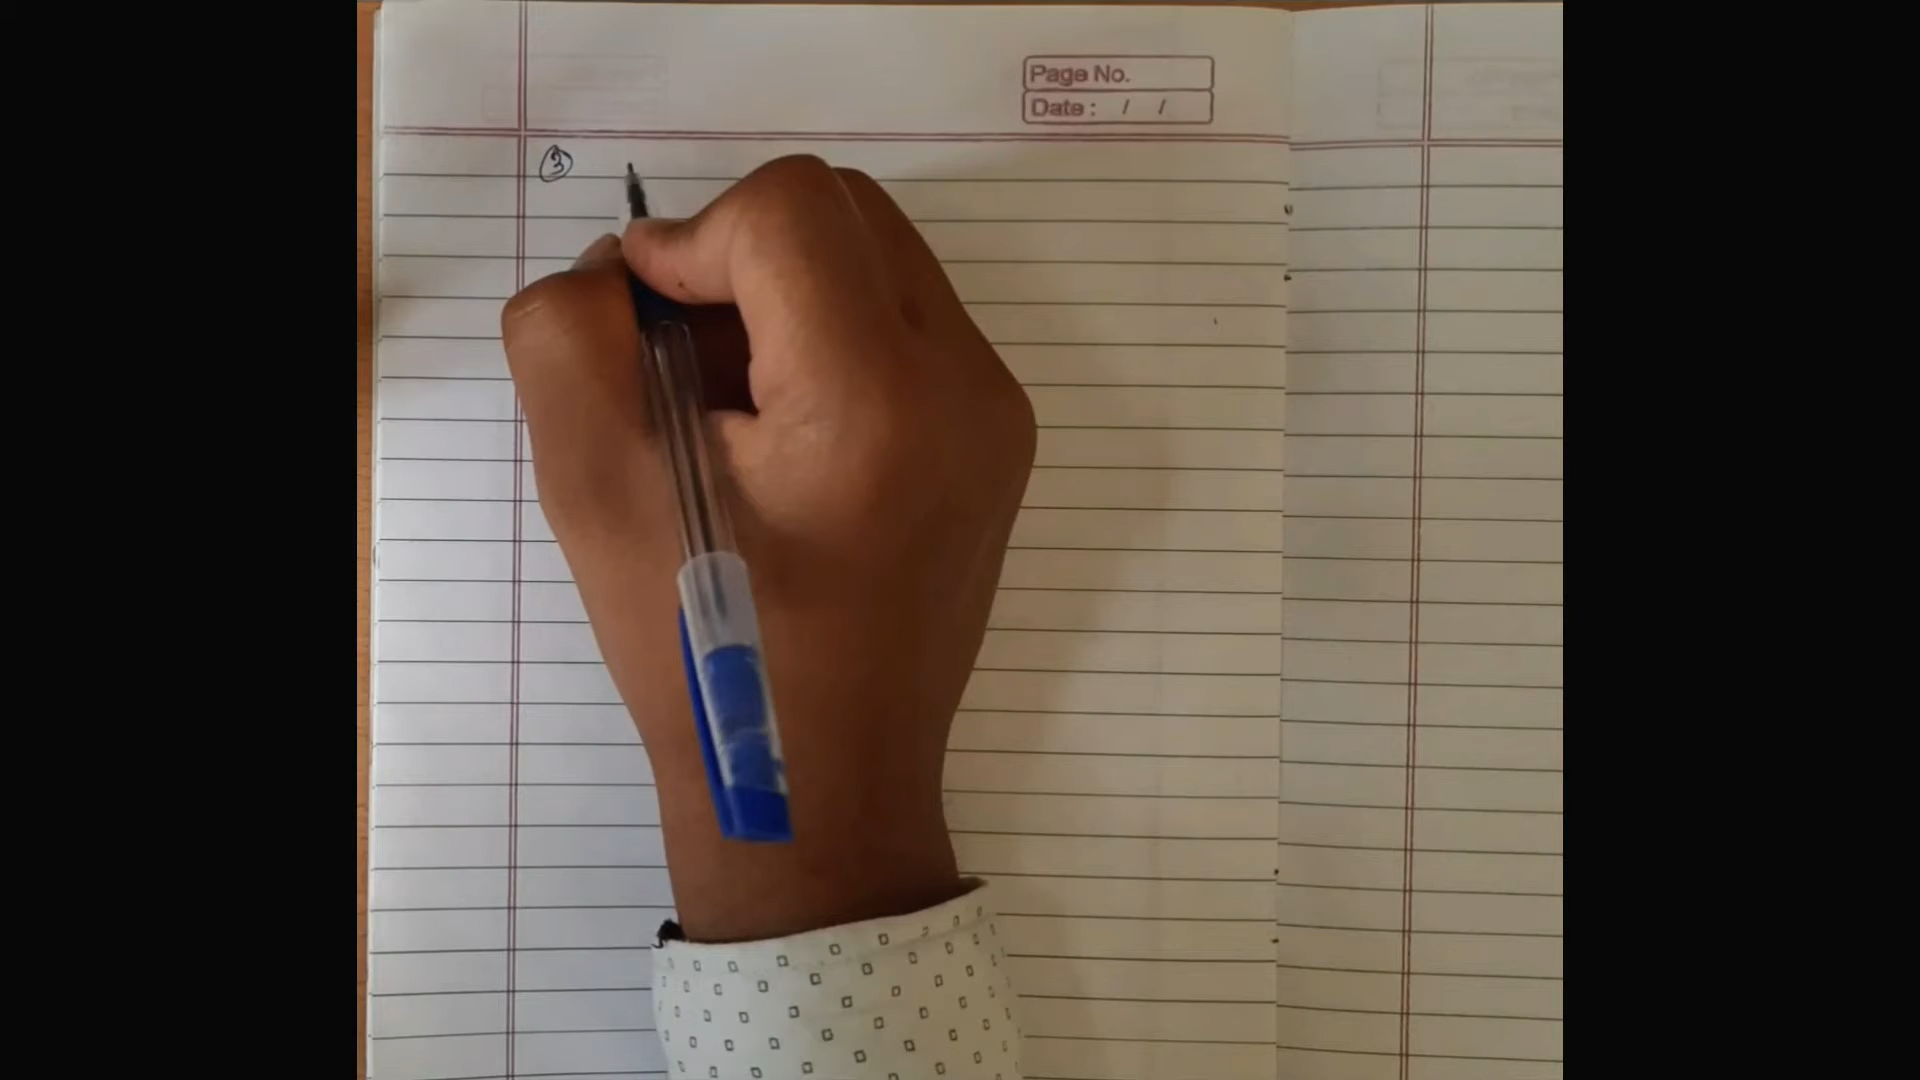 Page No.
Date : / /
③